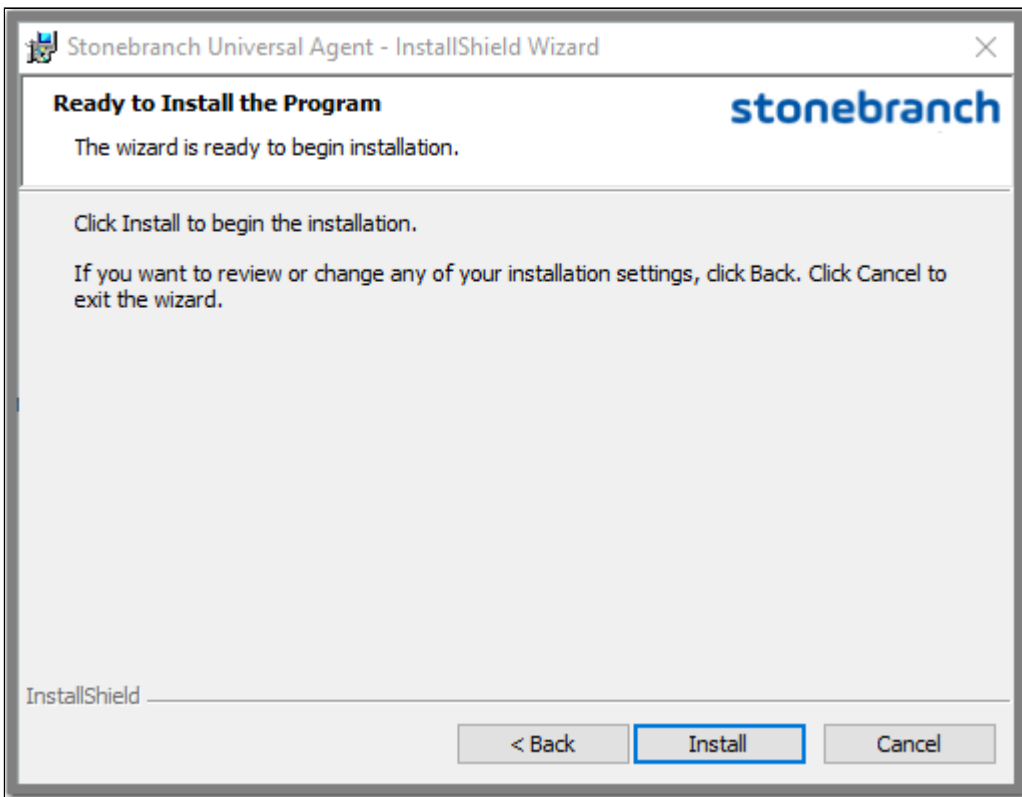 Stonebranch Universal Agent - InstallShield Wizard
Ready to Install the Program
stonebranch
The wizard is ready to begin installation.
Click Install to begin the installation.
If you want to review or change any of your installation settings, click Back. Click Cancel to
exit the wizard.
InstallShield
< Back
Install
Cancel